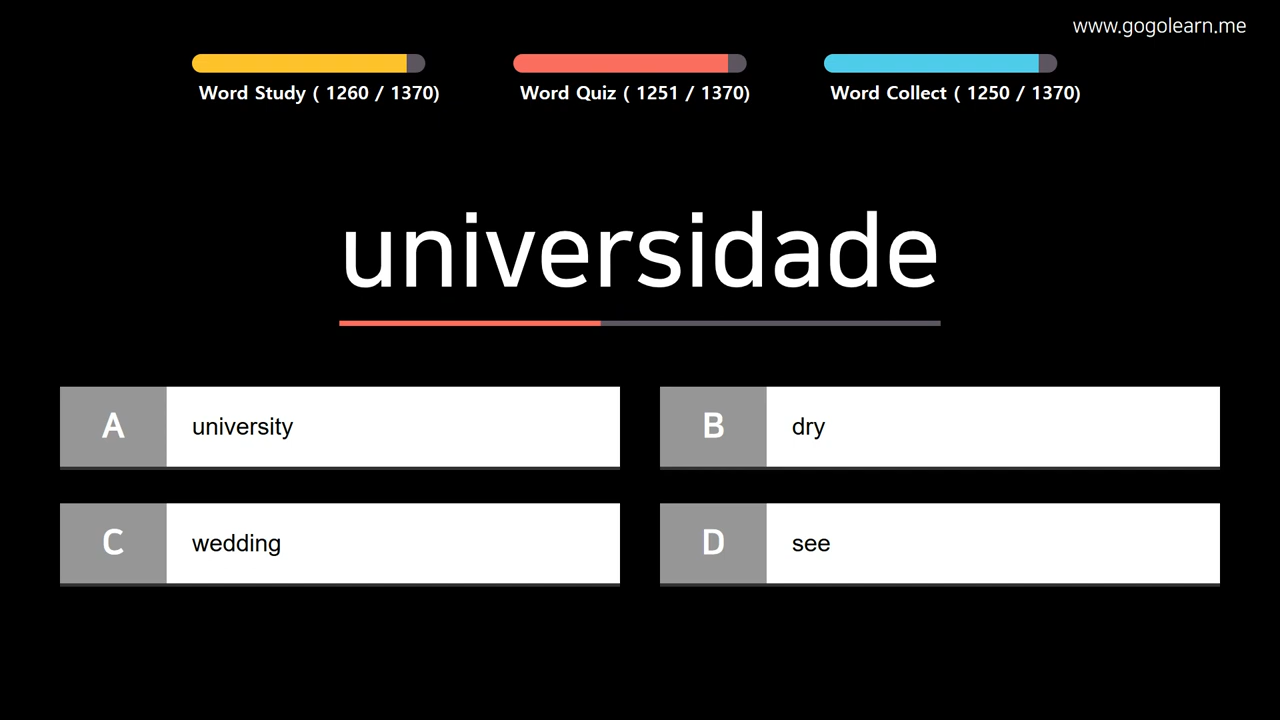 www.gogolearn.me
Word Study ( 1260 / 1370)
Word Quiz ( 1251 / 1370)
Word Collect ( 1250 / 1370)
universidade
A university
B dry
C wedding
D see